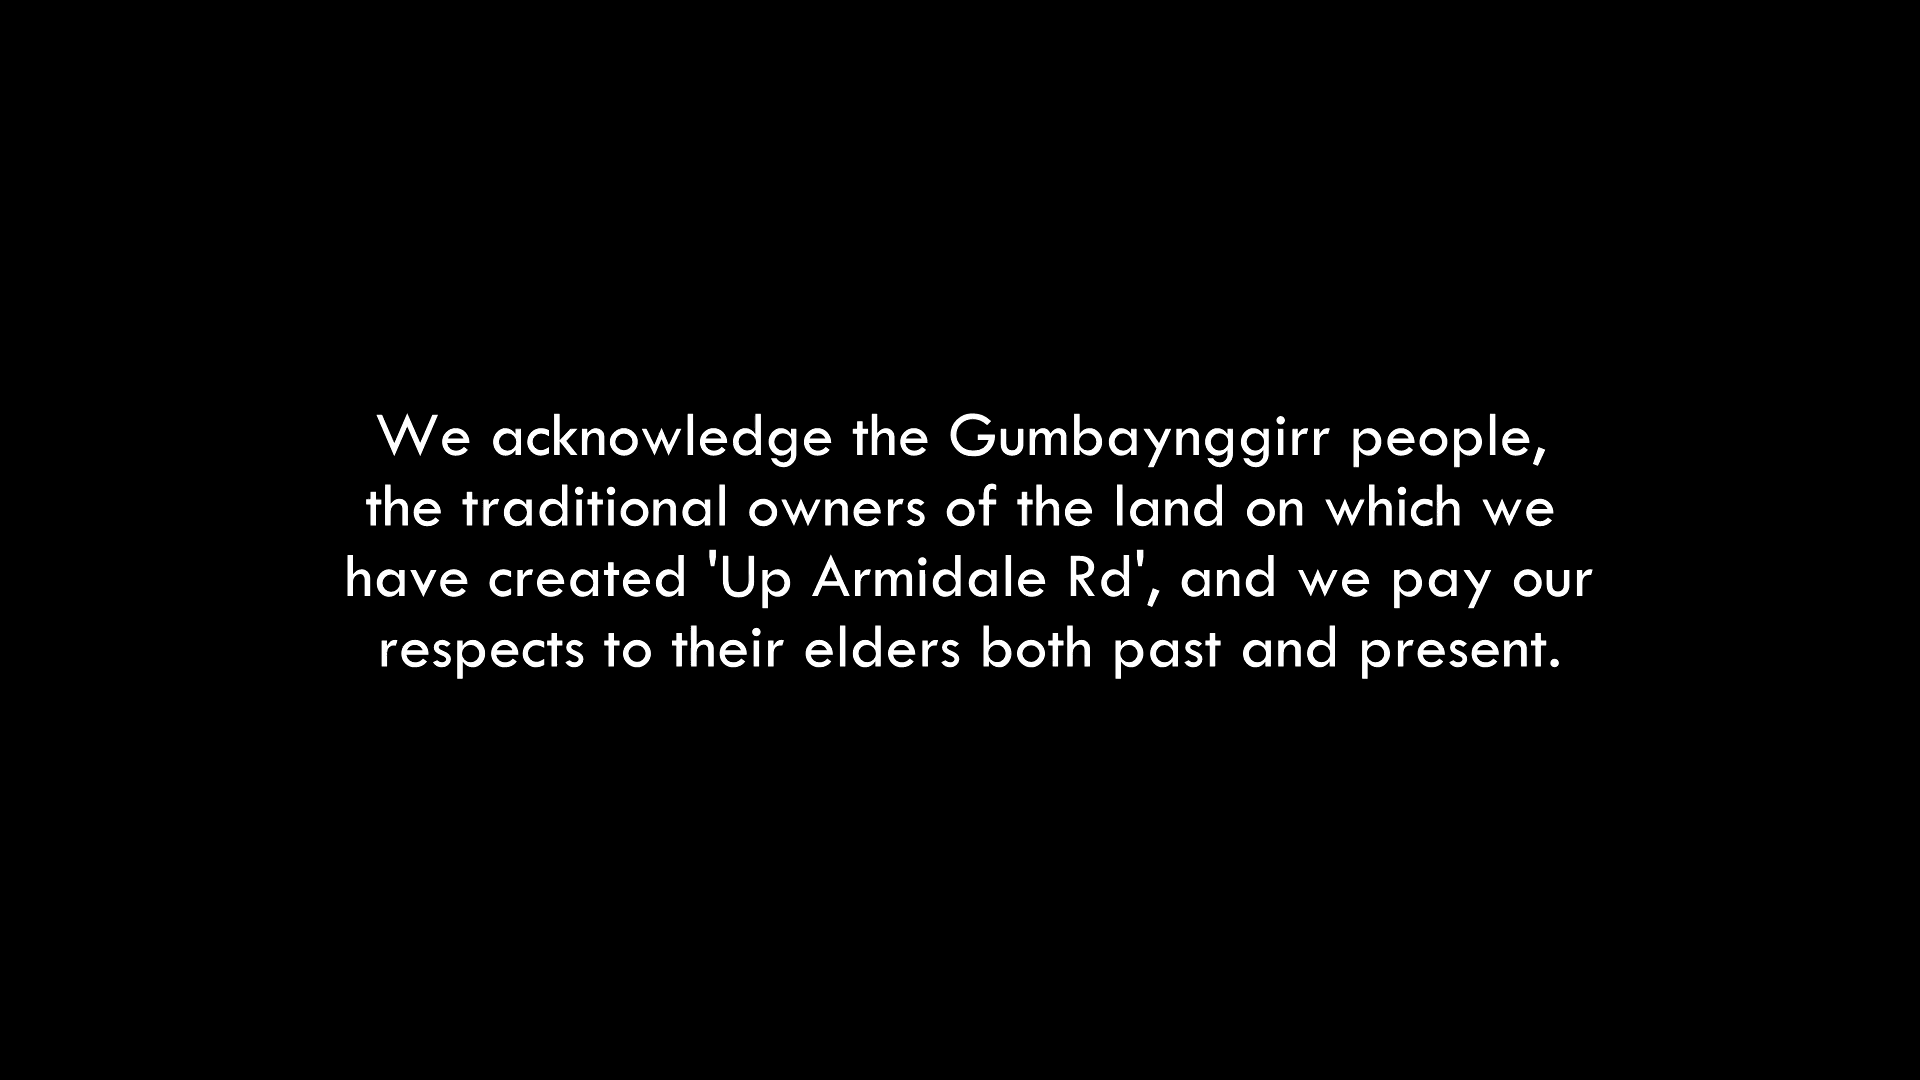 We acknowledge the Gumbaynggirr people,
the traditional owners of the land on which we
have created 'Up Armidale Rd', and we pay our
respects to their elders both past and present.